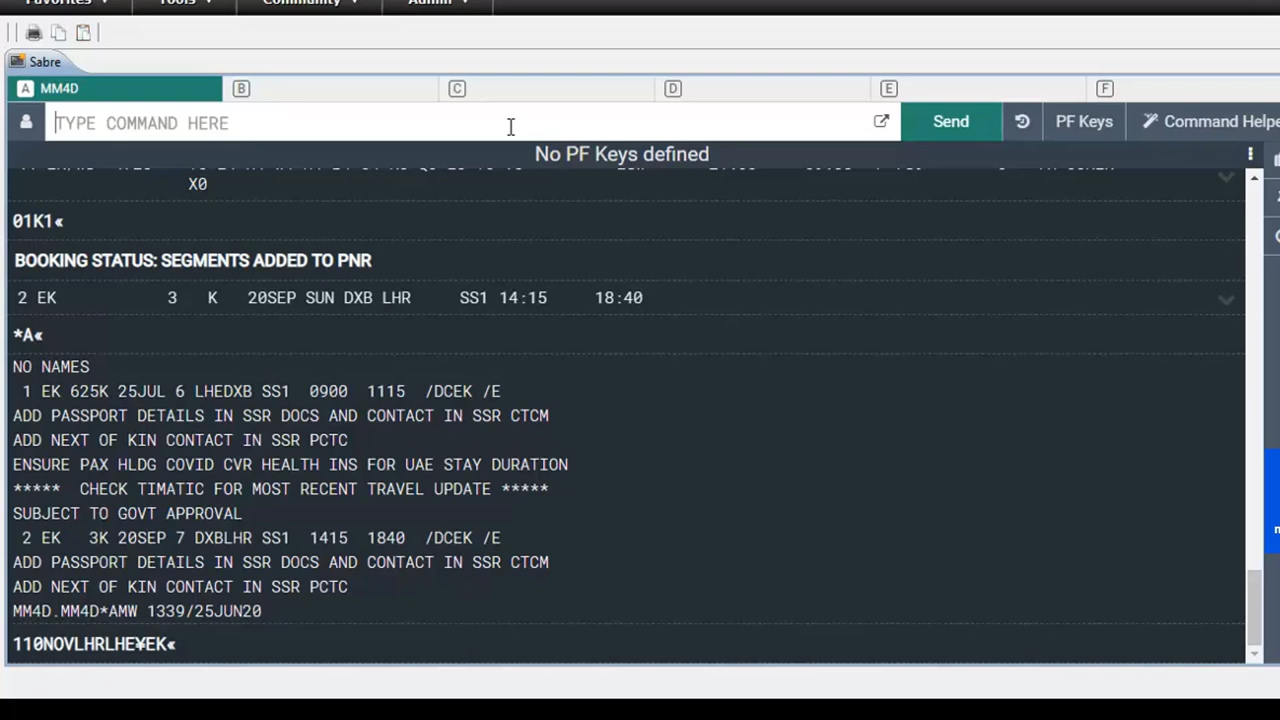 Favorites Tools Community Admin
Sabre
A MM4D B C D E F
TYPE COMMAND HERE Send PF Keys Command Helpe
No PF Keys defined
X0
01K1«
BOOKING STATUS: SEGMENTS ADDED TO PNR
2 EK 3 K 20SEP SUN DXB LHR SS1 14:15 18:40
*A«
NO NAMES
1 EK 625K 25JUL 6 LHEDXB SS1 0900 1115 /DCEK /E
ADD PASSPORT DETAILS IN SSR DOCS AND CONTACT IN SSR CTCM
ADD NEXT OF KIN CONTACT IN SSR PCTC
ENSURE PAX HLDG COVID CVR HEALTH INS FOR UAE STAY DURATION
***** CHECK TIMATIC FOR MOST RECENT TRAVEL UPDATE *****
SUBJECT TO GOVT APPROVAL
2 EK 3K 20SEP 7 DXBLHR SS1 1415 1840 /DCEK /E
ADD PASSPORT DETAILS IN SSR DOCS AND CONTACT IN SSR CTCM
ADD NEXT OF KIN CONTACT IN SSR PCTC
MM4D.MM4D*AMW 1339/25JUN20
110NOVLHRLHE¥EK«